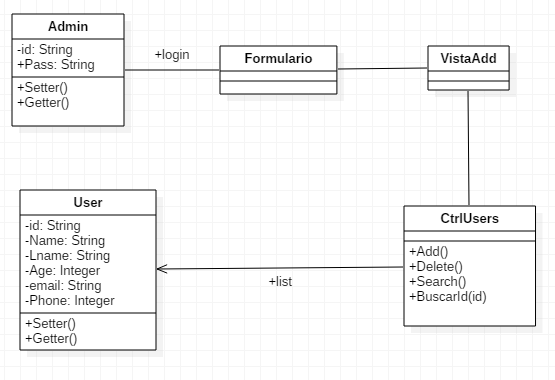 Admin
-id: String
+Pass: String
+Setter()
+Getter()
+login
Formulario
VistaAdd
User
-id: String
-Name: String
-Lname: String
-Age: Integer
-email: String
-Phone: Integer
+Setter()
+Getter()
+list
CtrlUsers
+Add()
+Delete()
+Search()
+BuscarId(id)